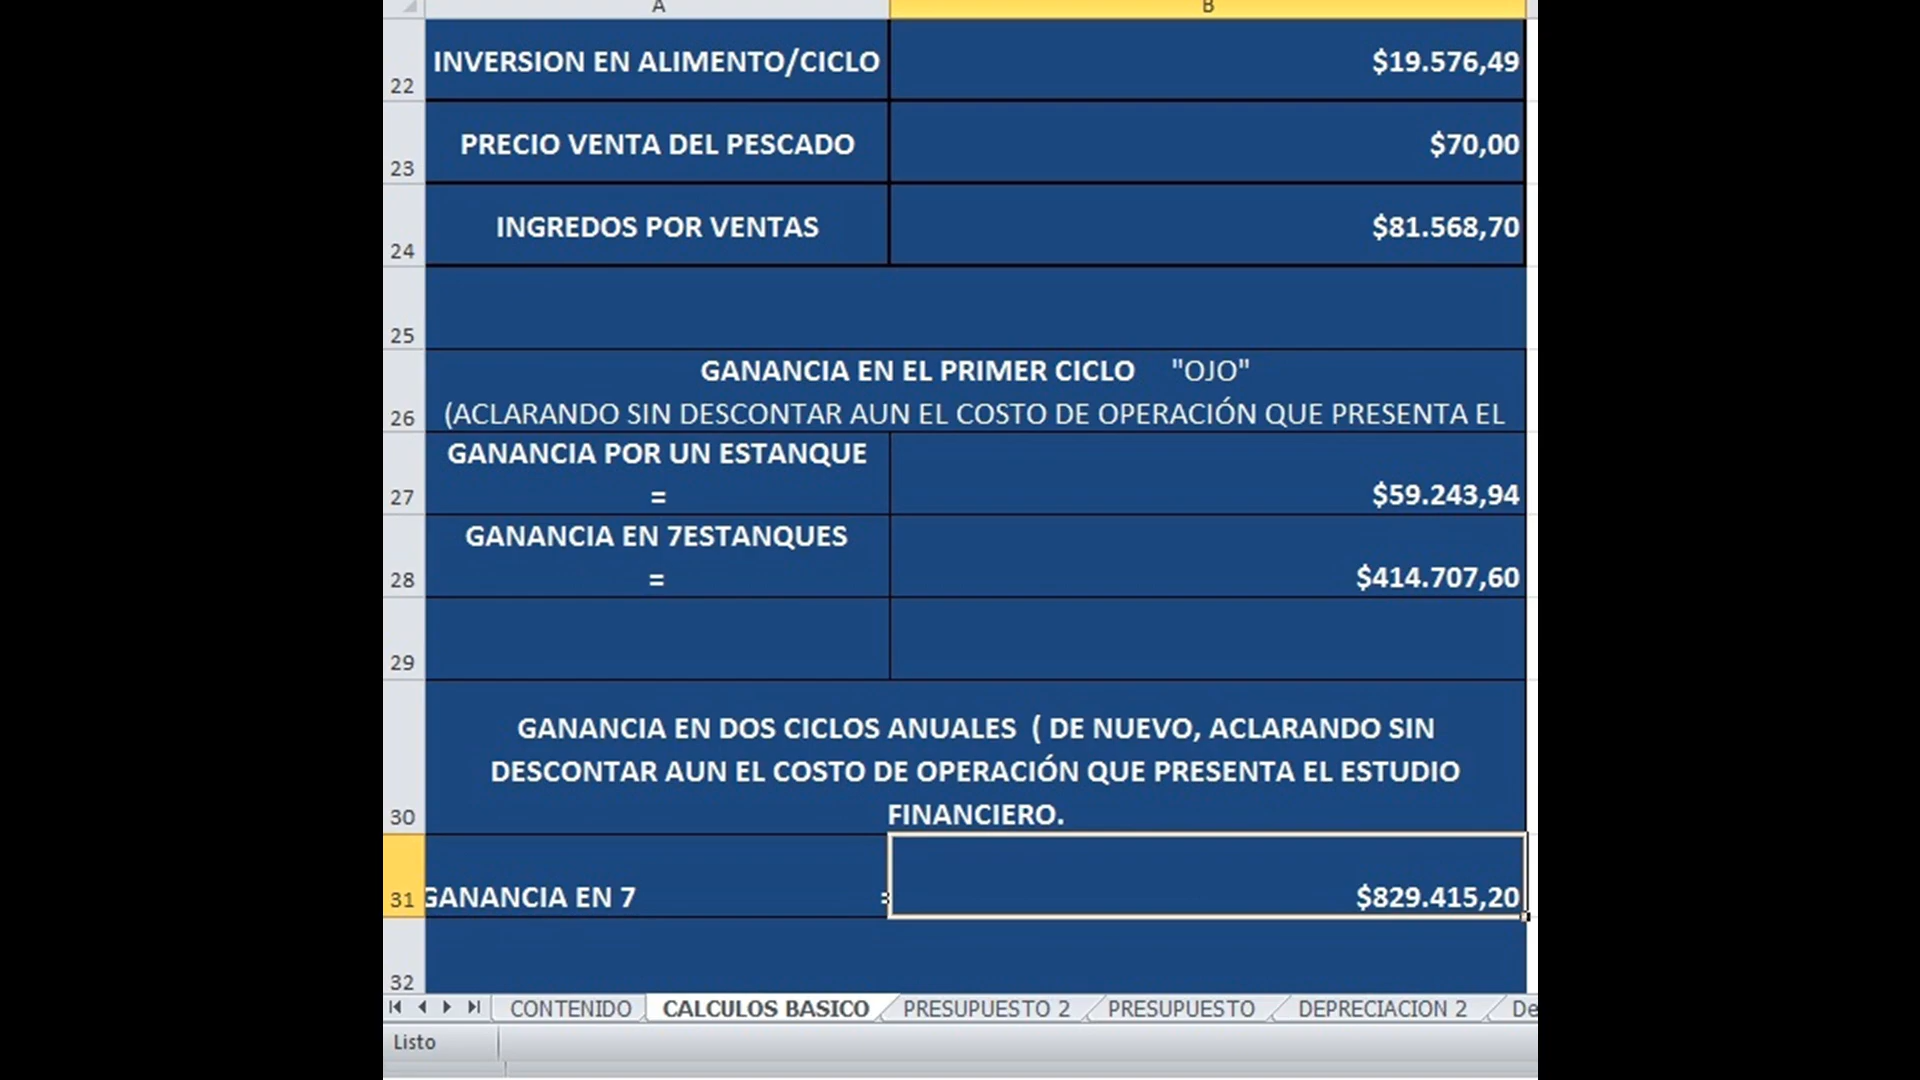 A B
22 INVERSION EN ALIMENTO/CICLO $19.576,49
23 PRECIO VENTA DEL PESCADO $70,00
24 INGREDOS POR VENTAS $81.568,70
25
GANANCIA EN EL PRIMER CICLO "OJO"
26 (ACLARANDO SIN DESCONTAR AUN EL COSTO DE OPERACIÓN QUE PRESENTA EL
GANANCIA POR UN ESTANQUE
27 = $59.243,94
GANANCIA EN 7ESTANQUES
28 = $414.707,60
29
GANANCIA EN DOS CICLOS ANUALES ( DE NUEVO, ACLARANDO SIN
DESCONTAR AUN EL COSTO DE OPERACIÓN QUE PRESENTA EL ESTUDIO
30 FINANCIERO.
31 GANANCIA EN 7 = $829.415,20
32
CONTENIDO CALCULOS BASICO PRESUPUESTO 2 PRESUPUESTO DEPRECIACION 2 De
Listo